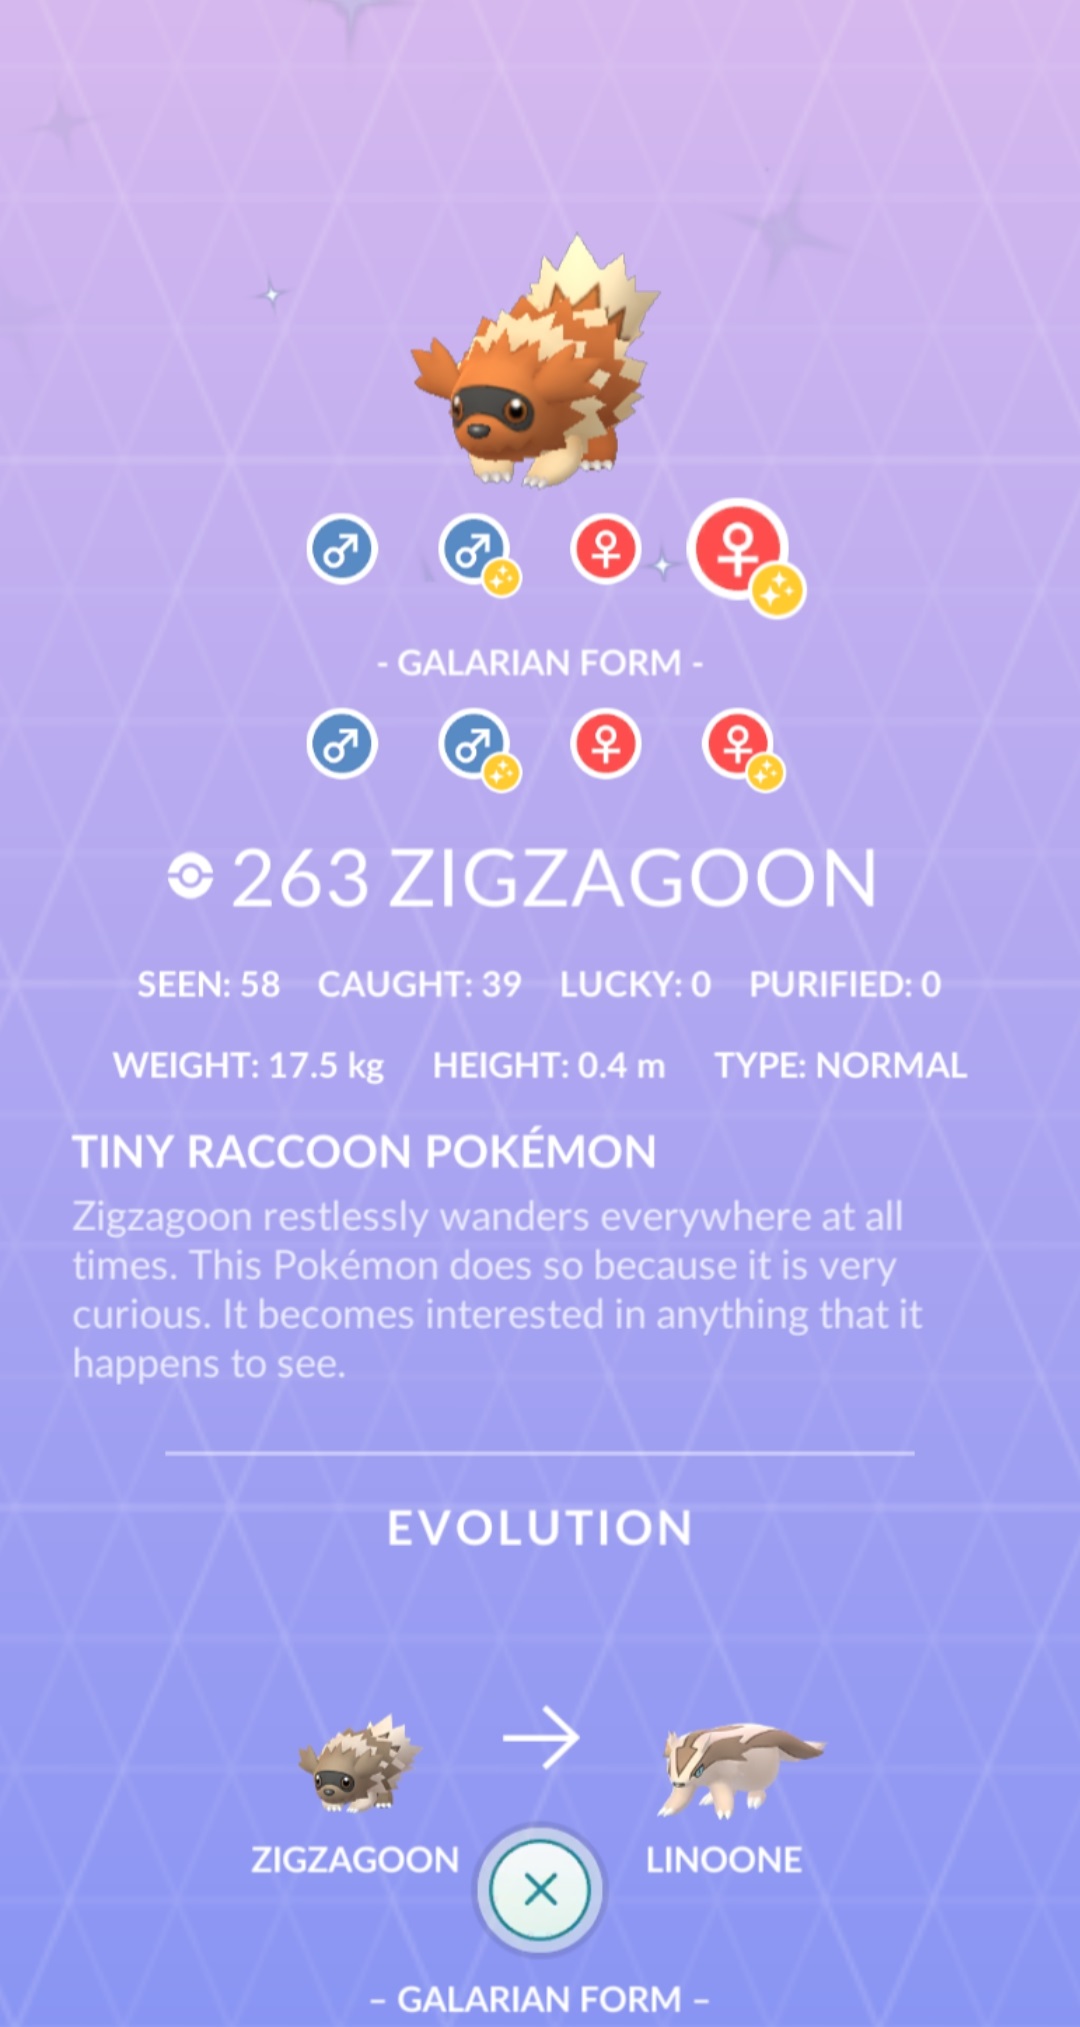 - GALARIAN FORM -
263 ZIGZAGOON
SEEN: 58 CAUGHT: 39 LUCKY: 0 PURIFIED: 0
WEIGHT: 17.5 kg HEIGHT: 0.4 m TYPE: NORMAL
TINY RACCOON POKÉMON
Zigzagoon restlessly wanders everywhere at all
times. This Pokémon does so because it is very
curious. It becomes interested in anything that it
happens to see.
EVOLUTION
ZIGZAGOON LINOONE
– GALARIAN FORM –